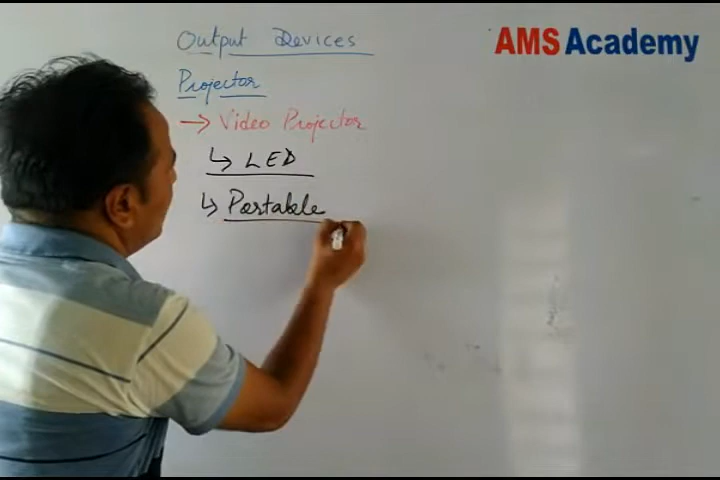 AMS Academy
Output Devices
Projector
→ Video Projector
↳ LED
↳ Portable